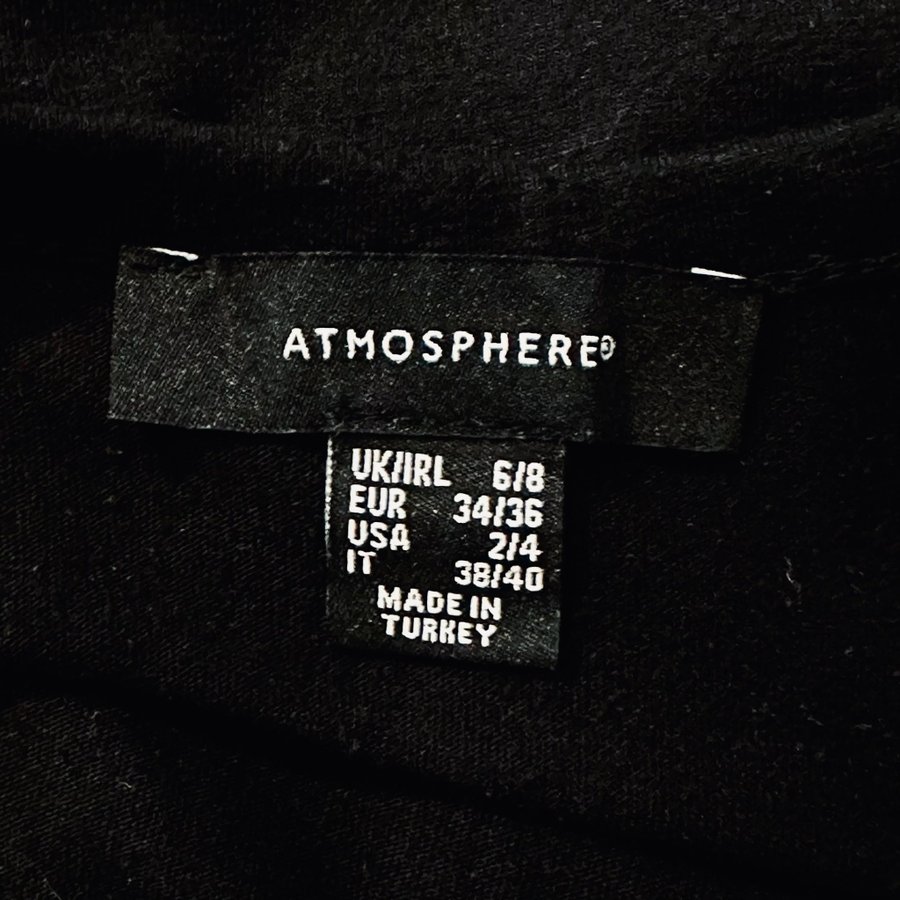 ATMOSPHERE®
UK/IRL 6/8
EUR 34/36
USA 2/4
IT 38/40
MADE IN
TURKEY